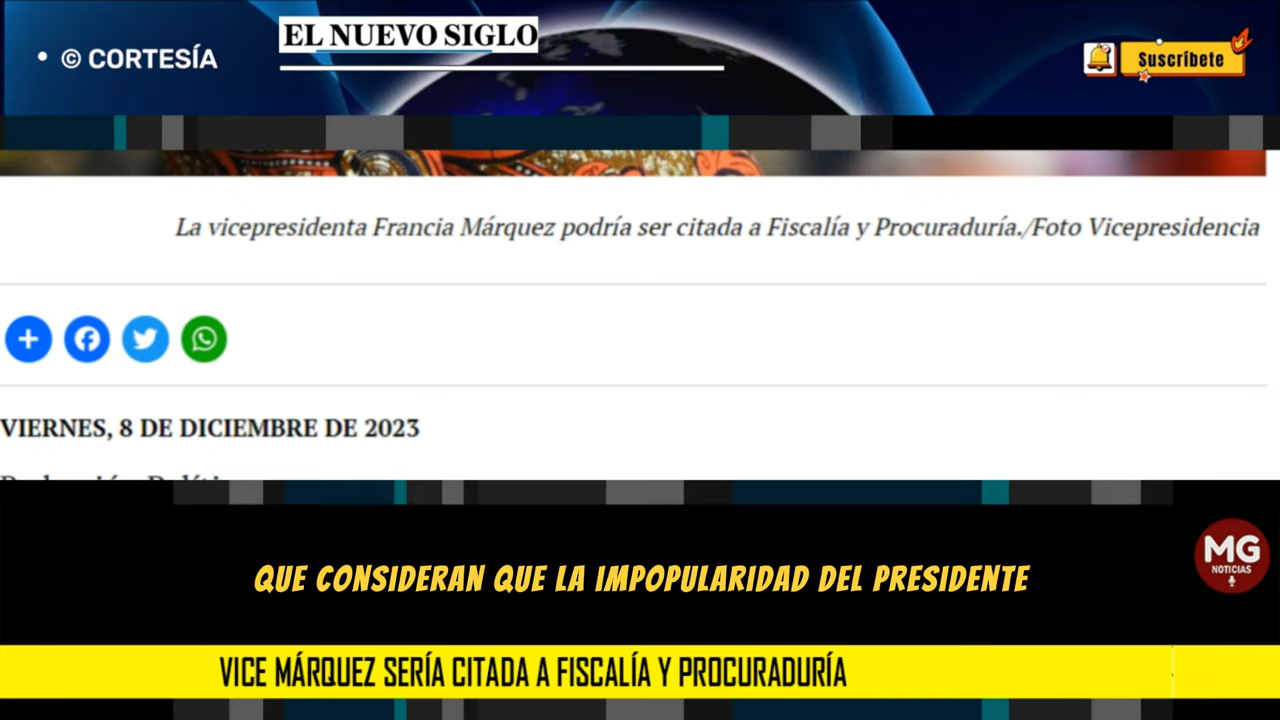 • © CORTESÍA
EL NUEVO SIGLO
Suscríbete
La vicepresidenta Francia Márquez podría ser citada a Fiscalía y Procuraduría./Foto Vicepresidencia
VIERNES, 8 DE DICIEMBRE DE 2023
MG
NOTICIAS
QUE CONSIDERAN QUE LA IMPOPULARIDAD DEL PRESIDENTE
VICE MÁRQUEZ SERÍA CITADA A FISCALÍA Y PROCURADURÍA